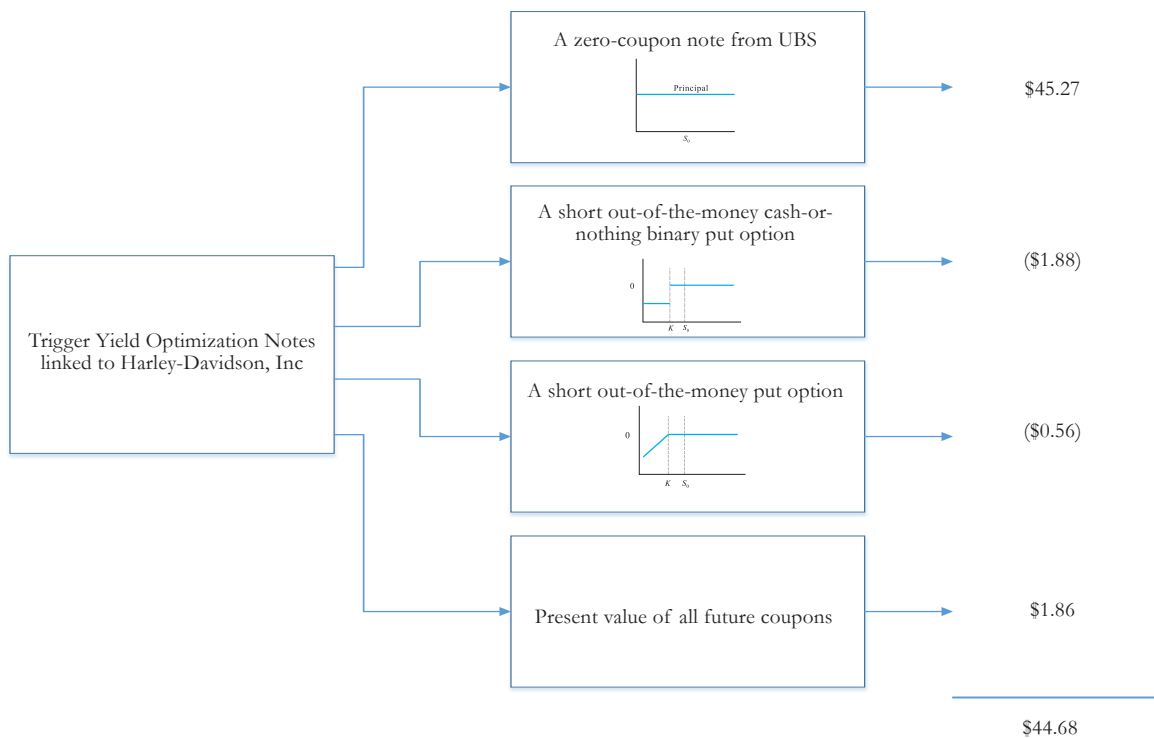 A zero-coupon note from UBS
Principal
S0
$45.27
A short out-of-the-money cash-or-
nothing binary put option
0
K
S0
($1.88)
Trigger Yield Optimization Notes
linked to Harley-Davidson, Inc
A short out-of-the-money put option
0
K
S0
($0.56)
Present value of all future coupons
$1.86
$44.68